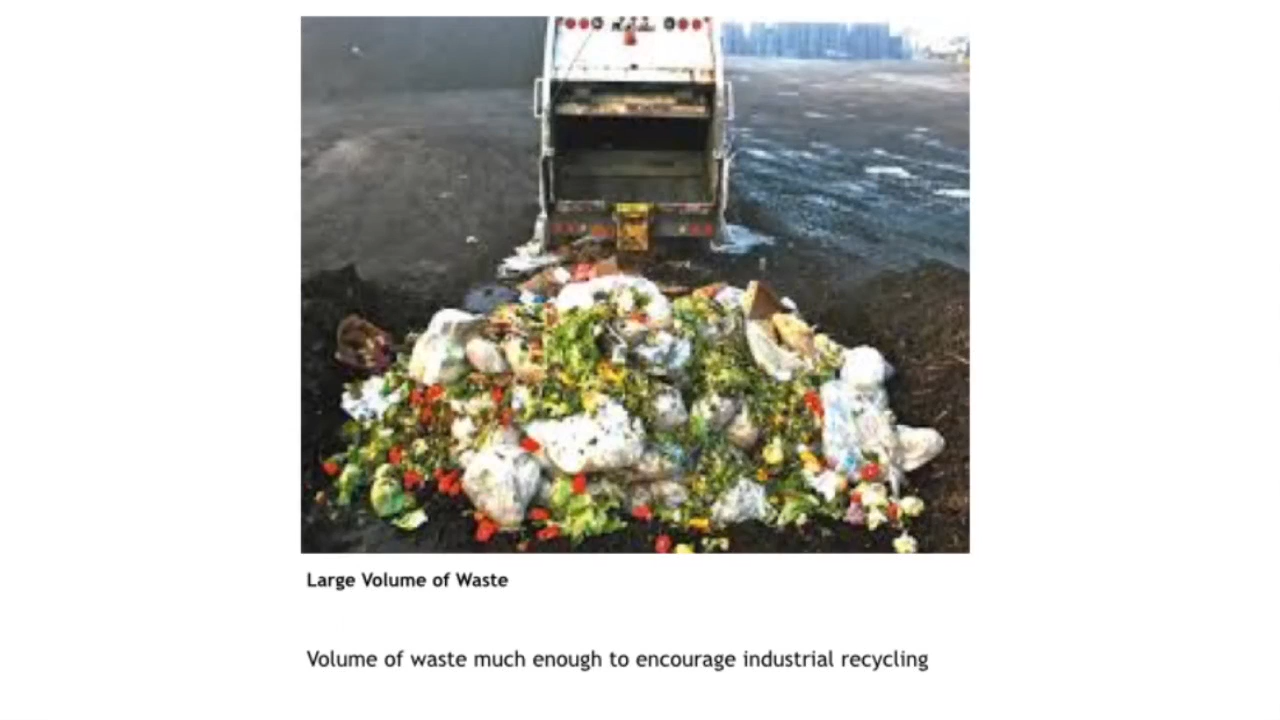 Large Volume of Waste
Volume of waste much enough to encourage industrial recycling